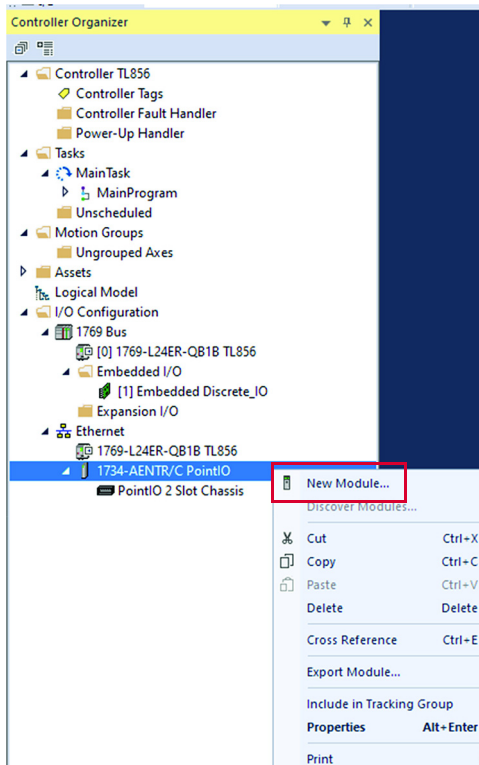 Controller Organizer
Controller TL856
Controller Tags
Controller Fault Handler
Power-Up Handler
Tasks
MainTask
MainProgram
Unscheduled
Motion Groups
Ungrouped Axes
Assets
Logical Model
I/O Configuration
1769 Bus
[0] 1769-L24ER-QB1B TL856
Embedded I/O
[1] Embedded Discrete_IO
Expansion I/O
Ethernet
1769-L24ER-QB1B TL856
1734-AENTR/C PointIO
PointIO 2 Slot Chassis
New Module...
Discover Modules...
Cut Ctrl+X
Copy Ctrl+C
Paste Ctrl+V
Delete Delete
Cross Reference Ctrl+E
Export Module...
Include in Tracking Group
Properties Alt+Enter
Print